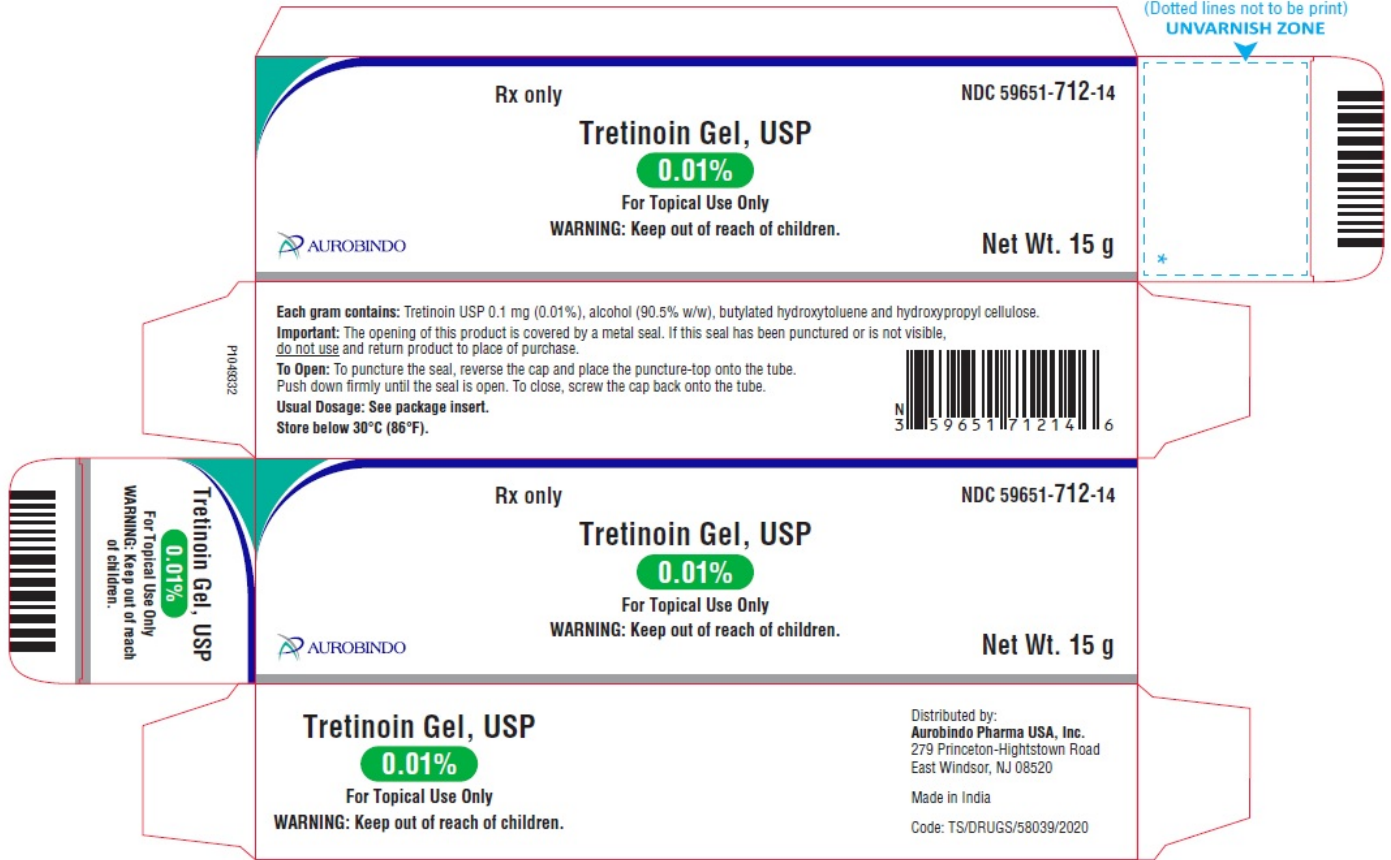 (Dotted lines not to be print)
UNVARNISH ZONE
Rx only
NDC 59651-712-14
Tretinoin Gel, USP
0.01%
For Topical Use Only
WARNING: Keep out of reach of children.
AUROBINDO
Net Wt. 15 g
*
P1049332
Each gram contains: Tretinoin USP 0.1 mg (0.01%), alcohol (90.5% w/w), butylated hydroxytoluene and hydroxypropyl cellulose.
Important: The opening of this product is covered by a metal seal. If this seal has been punctured or is not visible,
do not use and return product to place of purchase.
To Open: To puncture the seal, reverse the cap and place the puncture-top onto the tube.
Push down firmly until the seal is open. To close, screw the cap back onto the tube.
Usual Dosage: See package insert.
Store below 30°C (86°F).
N
3 59651 71214 6
Tretinoin Gel, USP
0.01%
For Topical Use Only
WARNING: Keep out of reach
of children.
Rx only
NDC 59651-712-14
Tretinoin Gel, USP
0.01%
For Topical Use Only
WARNING: Keep out of reach of children.
AUROBINDO
Net Wt. 15 g
Tretinoin Gel, USP
0.01%
For Topical Use Only
WARNING: Keep out of reach of children.
Distributed by:
Aurobindo Pharma USA, Inc.
279 Princeton-Hightstown Road
East Windsor, NJ 08520
Made in India
Code: TS/DRUGS/58039/2020